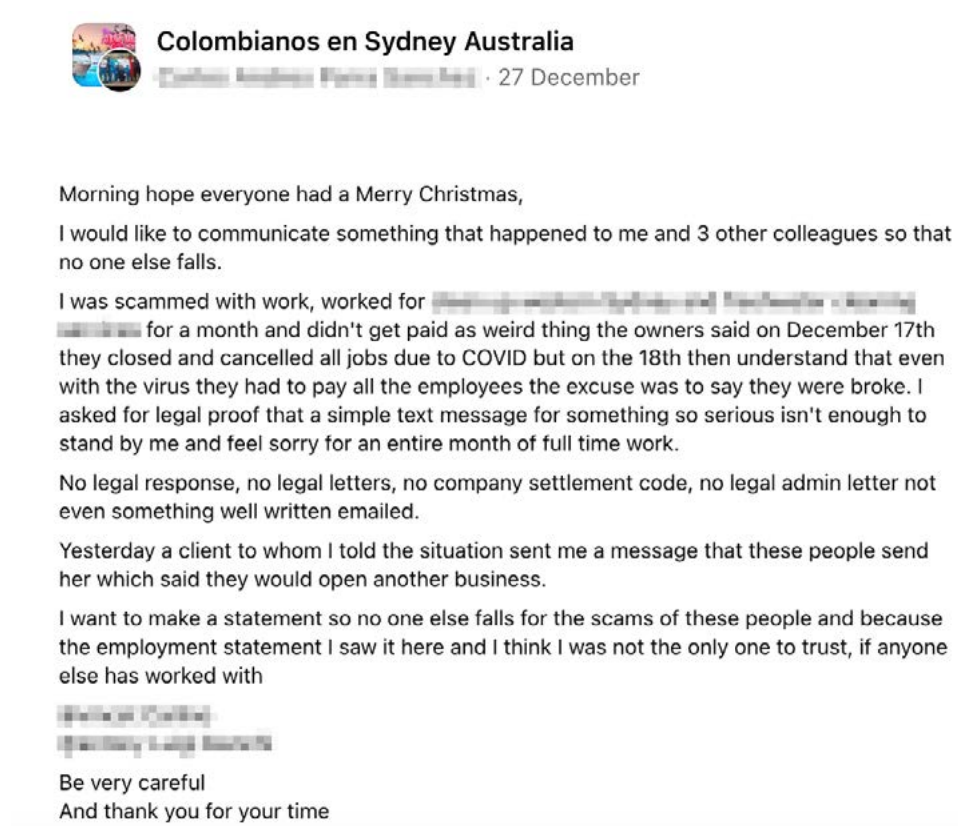 Colombianos en Sydney Australia
· 27 December
Morning hope everyone had a Merry Christmas,
I would like to communicate something that happened to me and 3 other colleagues so that
no one else falls.
I was scammed with work, worked for
for a month and didn't get paid as weird thing the owners said on December 17th
they closed and cancelled all jobs due to COVID but on the 18th then understand that even
with the virus they had to pay all the employees the excuse was to say they were broke. I
asked for legal proof that a simple text message for something so serious isn't enough to
stand by me and feel sorry for an entire month of full time work.
No legal response, no legal letters, no company settlement code, no legal admin letter not
even something well written emailed.
Yesterday a client to whom I told the situation sent me a message that these people send
her which said they would open another business.
I want to make a statement so no one else falls for the scams of these people and because
the employment statement I saw it here and I think I was not the only one to trust, if anyone
else has worked with
Be very careful
And thank you for your time